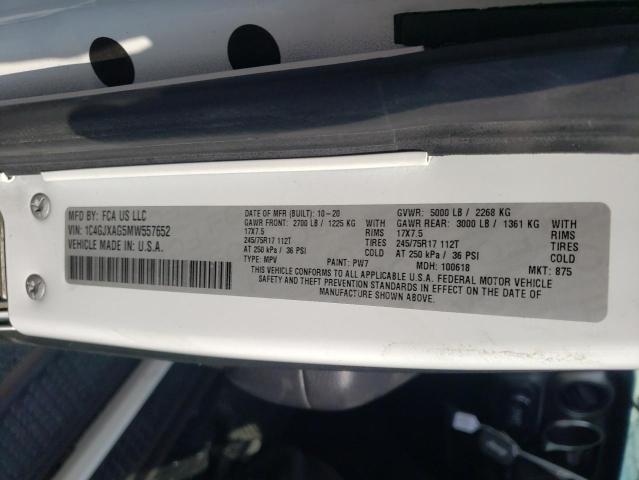 MFD BY: FCA US LLC
VIN: 1C4GJXAG5MW557652
VEHICLE MADE IN U.S.A.
DATE OF MFR (BUILT): 10-20
GAWR FRONT: 2700 LB / 1225 KG
17X7.5 RIMS
245/75R17 112T TIRES
AT 250 kPa / 36 PSI COLD
TYPE: MPV PAINT: PW7
GVWR: 5000 LB / 2268 KG
GAWR REAR: 3000 LB / 1361 KG
17X7.5 RIMS
245/75R17 112T TIRES
AT 250 kPa / 36 PSI COLD
MDH: 100618 MKT: 875
THIS VEHICLE CONFORMS TO ALL APPLICABLE U.S.A. FEDERAL MOTOR VEHICLE
SAFETY AND THEFT PREVENTION STANDARDS IN EFFECT ON THE DATE OF
MANUFACTURE SHOWN ABOVE.